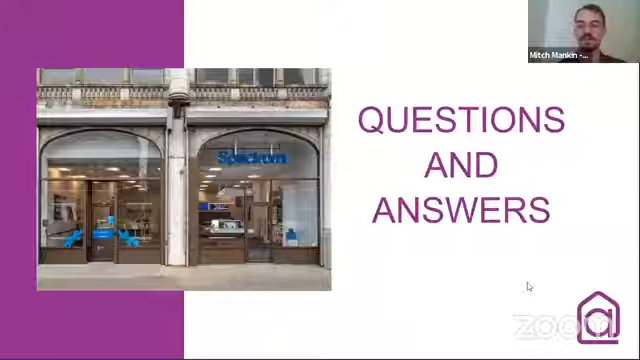 Mitch Mankin -...
Spectrum
QUESTIONS
AND
ANSWERS
zoom